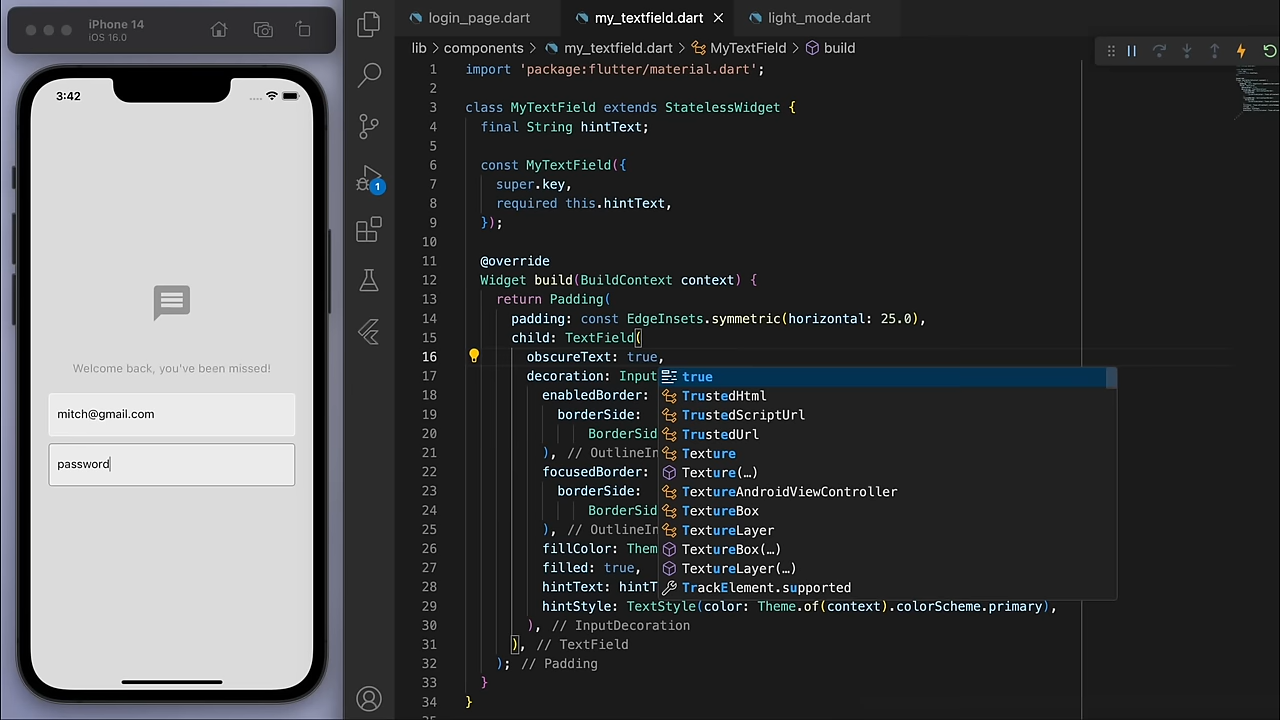 iPhone 14
iOS 16.0
3:42
Welcome back, you've been missed!
mitch@gmail.com
password
1
login_page.dart
my_textfield.dart
light_mode.dart
lib > components > my_textfield.dart > MyTextField > build
1 import 'package:flutter/material.dart';
2
3 class MyTextField extends StatelessWidget {
4 final String hintText;
5
6 const MyTextField({
7 super.key,
8 required this.hintText,
9 });
10
11 @override
12 Widget build(BuildContext context) {
13 return Padding(
14 padding: const EdgeInsets.symmetric(horizontal: 25.0),
15 child: TextField(
16 obscureText: true,
17 decoration: Input
18 enabledBorder:
19 borderSide:
20 BorderSid
21 ), // OutlineIn
22 focusedBorder:
23 borderSide:
24 BorderSid
25 ), // OutlineIn
26 fillColor: Them
27 filled: true,
28 hintText: hintT
29 hintStyle: TextStyle(color: Theme.of(context).colorScheme.primary),
30 ), // InputDecoration
31 ), // TextField
32 ); // Padding
33 }
34 }
true
TrustedHtml
TrustedScriptUrl
TrustedUrl
Texture
Texture(…)
TextureAndroidViewController
TextureBox
TextureLayer
TextureBox(…)
TextureLayer(…)
TrackElement.supported